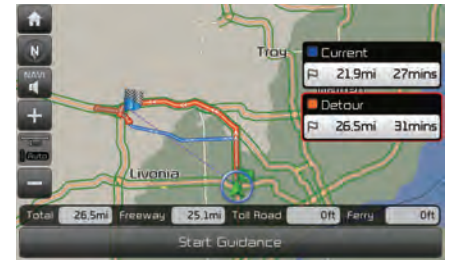 Troy
Current
21.9mi 27mins
N
NAVI
Detour
26.5mi 31mins
Auto
Livonia
Total 26.5mi Freeway 25.1mi Toll Road 0ft Ferry 0ft
Start Guidance